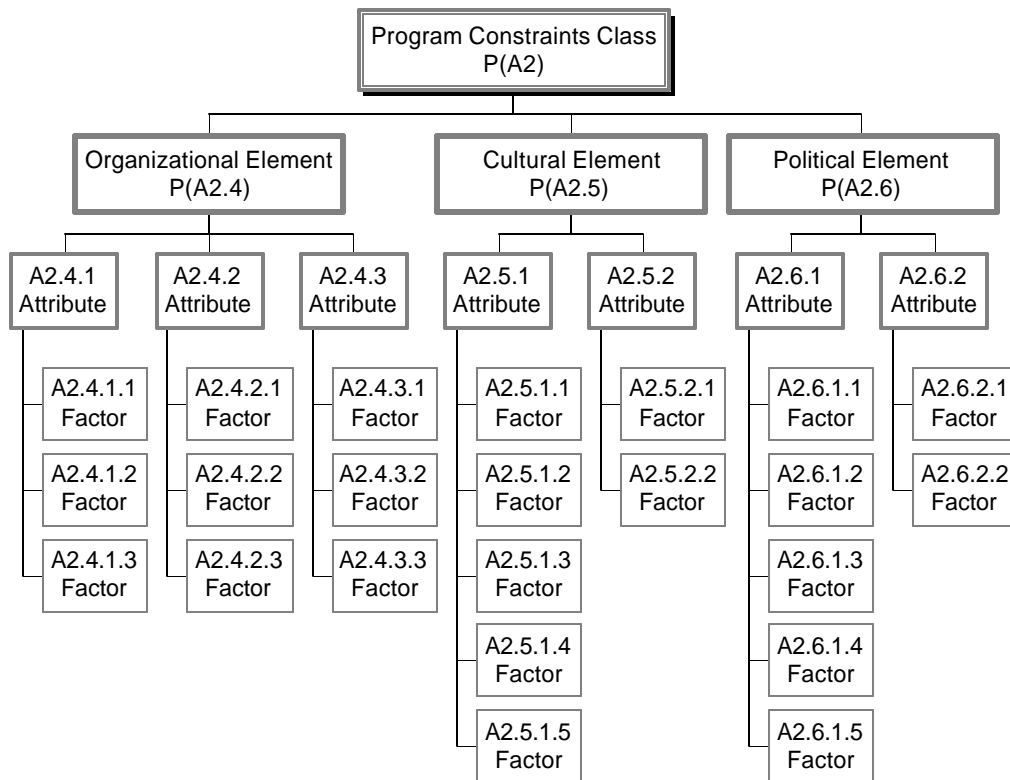 Program Constraints Class
P(A2)
Organizational Element
P(A2.4)
Cultural Element
P(A2.5)
Political Element
P(A2.6)
A2.4.1
Attribute
A2.4.2
Attribute
A2.4.3
Attribute
A2.5.1
Attribute
A2.5.2
Attribute
A2.6.1
Attribute
A2.6.2
Attribute
A2.4.1.1
Factor
A2.4.2.1
Factor
A2.4.3.1
Factor
A2.5.1.1
Factor
A2.5.2.1
Factor
A2.6.1.1
Factor
A2.6.2.1
Factor
A2.4.1.2
Factor
A2.4.2.2
Factor
A2.4.3.2
Factor
A2.5.1.2
Factor
A2.5.2.2
Factor
A2.6.1.2
Factor
A2.6.2.2
Factor
A2.4.1.3
Factor
A2.4.2.3
Factor
A2.4.3.3
Factor
A2.5.1.3
Factor
A2.6.1.3
Factor
A2.5.1.4
Factor
A2.6.1.4
Factor
A2.5.1.5
Factor
A2.6.1.5
Factor